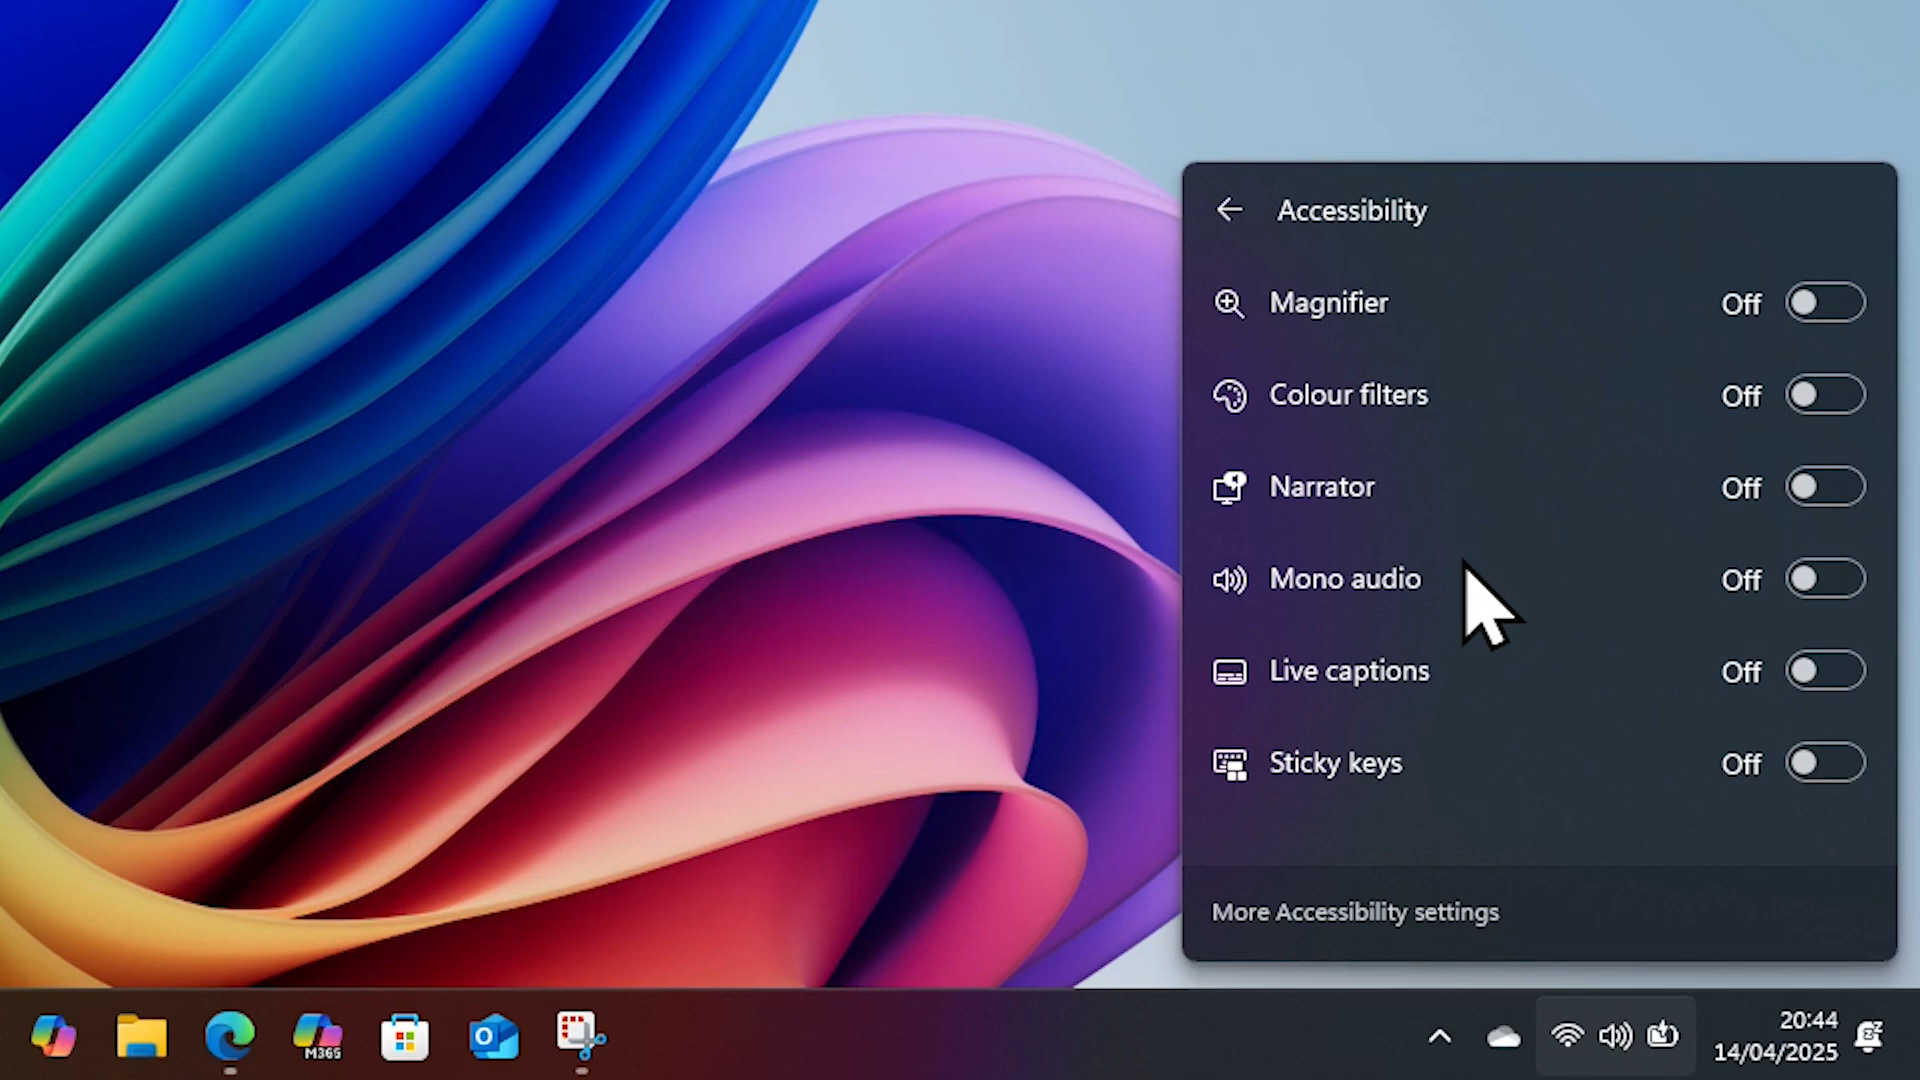 Accessibility
Magnifier Off
Colour filters Off
Narrator Off
Mono audio Off
Live captions Off
Sticky keys Off
More Accessibility settings
M365
20:44
14/04/2025